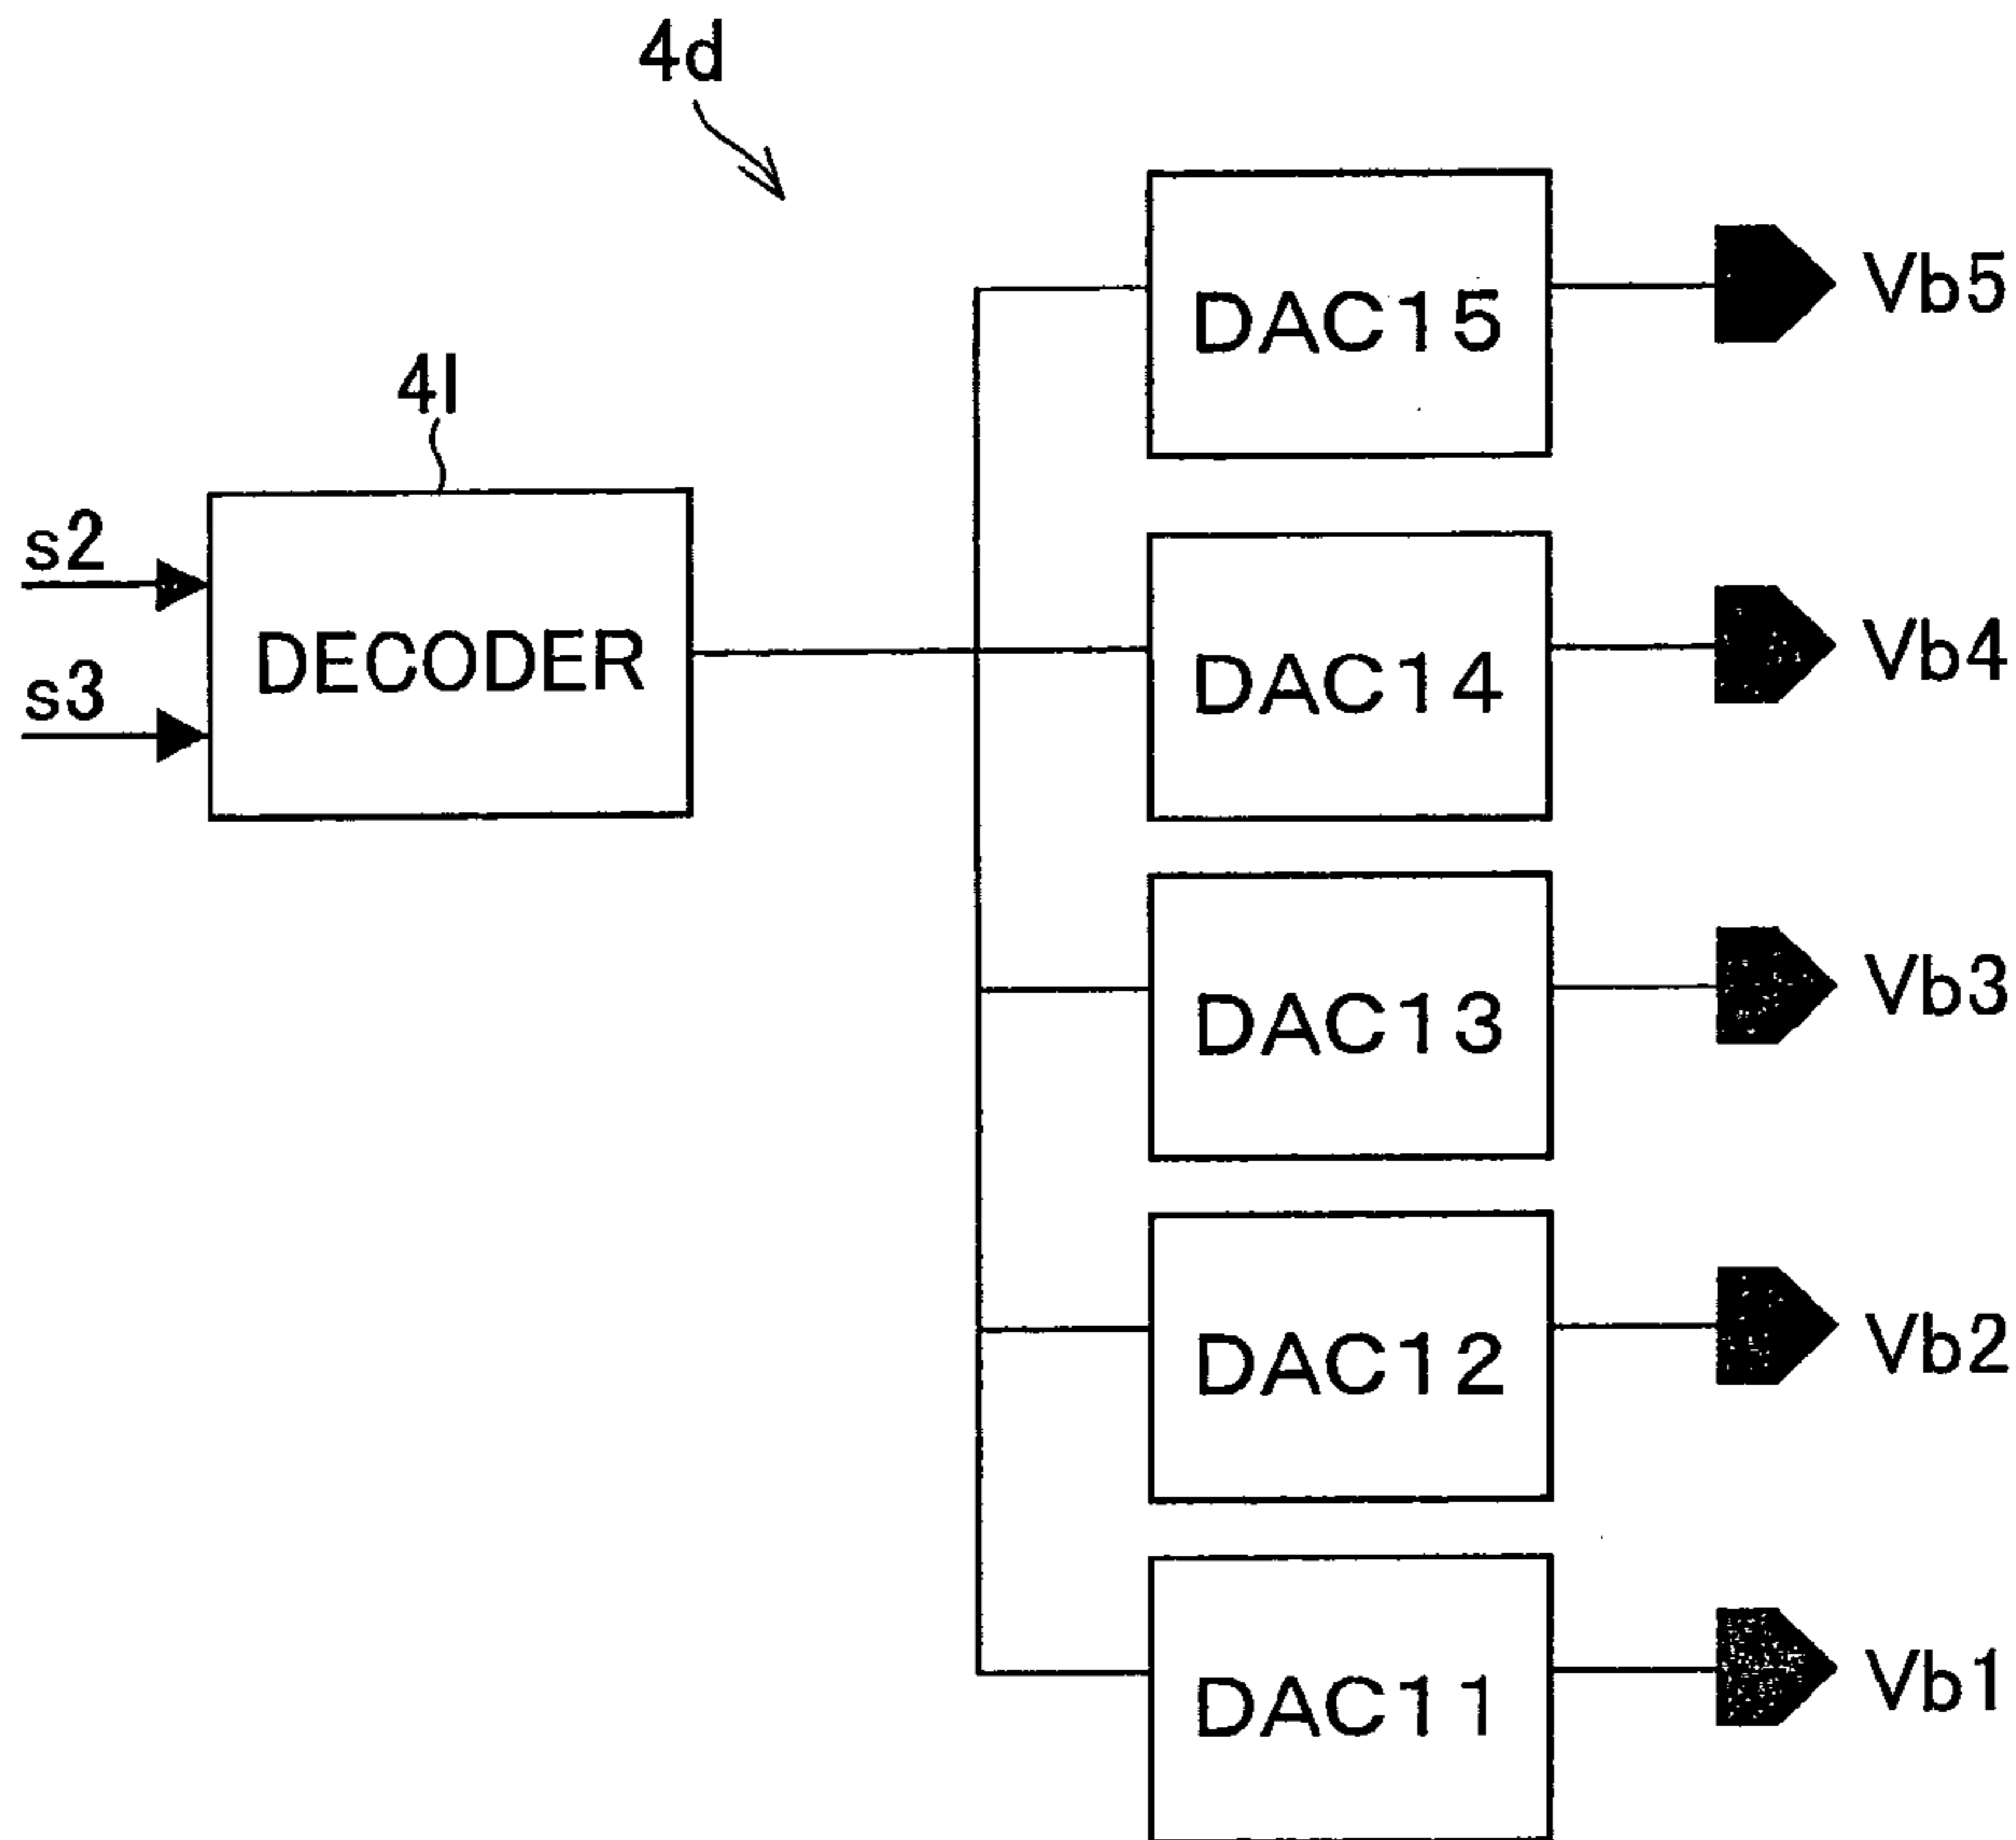 4d
DAC15
Vb5
4l
s2
s3
DECODER
DAC14
Vb4
DAC13
Vb3
DAC12
Vb2
DAC11
Vb1